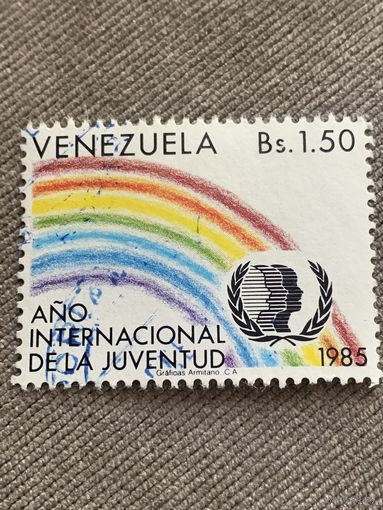 VENEZUELA Bs.1.50
AÑO
INTERNACIONAL
DE LA JUVENTUD 1985
Gráficas Armitano, C.A